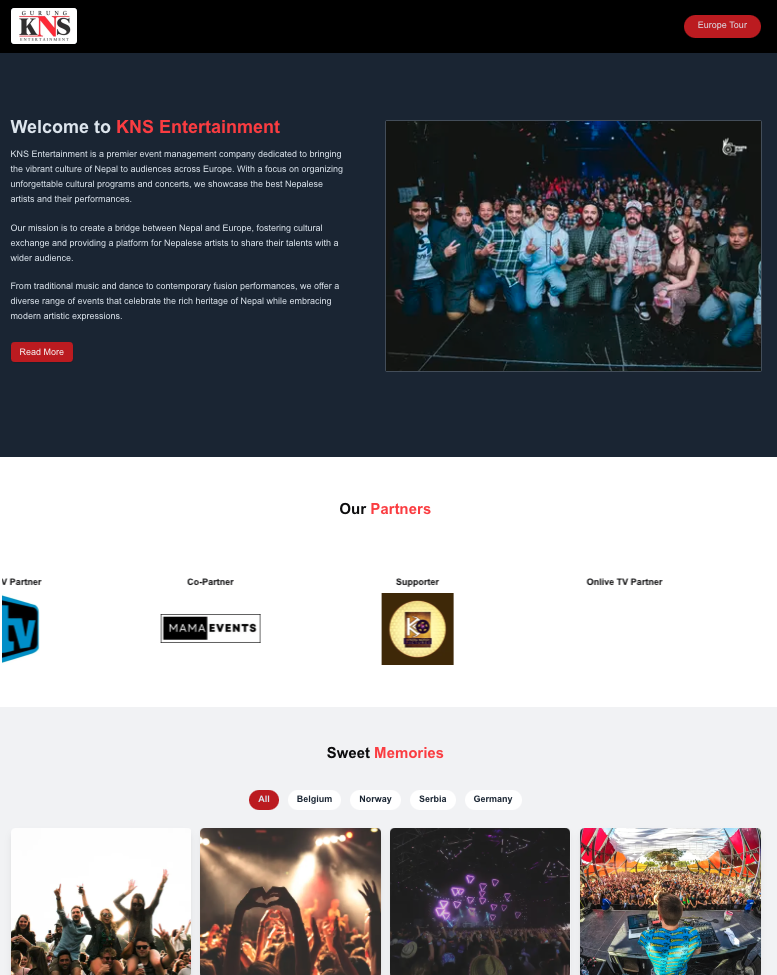 GURUNG
KNS
ENTERTAINMENT
Europe Tour
Welcome to KNS Entertainment
KNS Entertainment is a premier event management company dedicated to bringing
the vibrant culture of Nepal to audiences across Europe. With a focus on organizing
unforgettable cultural programs and concerts, we showcase the best Nepalese
artists and their performances.
Our mission is to create a bridge between Nepal and Europe, fostering cultural
exchange and providing a platform for Nepalese artists to share their talents with a
wider audience.
From traditional music and dance to contemporary fusion performances, we offer a
diverse range of events that celebrate the rich heritage of Nepal while embracing
modern artistic expressions.
Read More
Our Partners
V Partner
Co-Partner
Supporter
Onlive TV Partner
tv
MAMA EVENTS
Sweet Memories
All
Belgium
Norway
Serbia
Germany